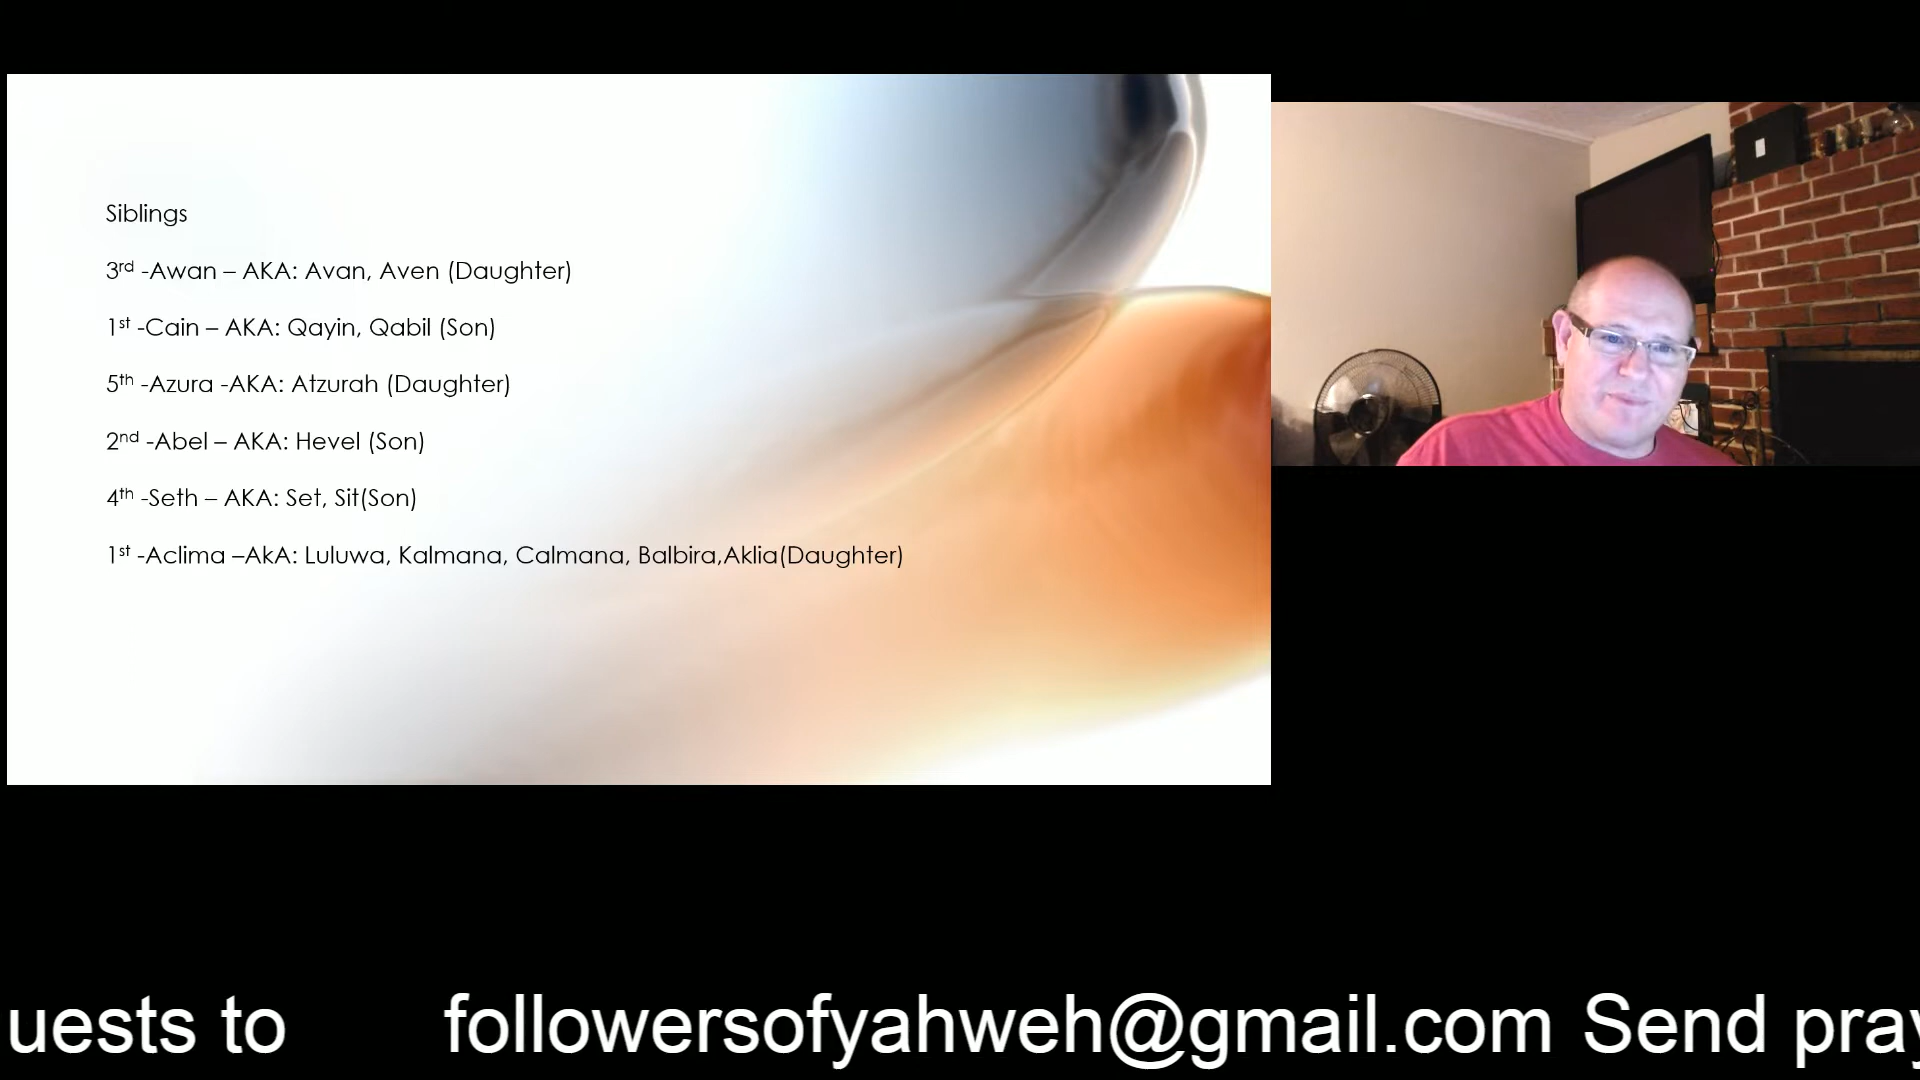 Siblings
3rd -Awan – AKA: Avan, Aven (Daughter)
1st -Cain – AKA: Qayin, Qabil (Son)
5th -Azura -AKA: Atzurah (Daughter)
2nd -Abel – AKA: Hevel (Son)
4th -Seth – AKA: Set, Sit(Son)
1st -Aclima –AkA: Luluwa, Kalmana, Calmana, Balbira,Aklia(Daughter)
uests to followersofyahweh@gmail.com Send pray